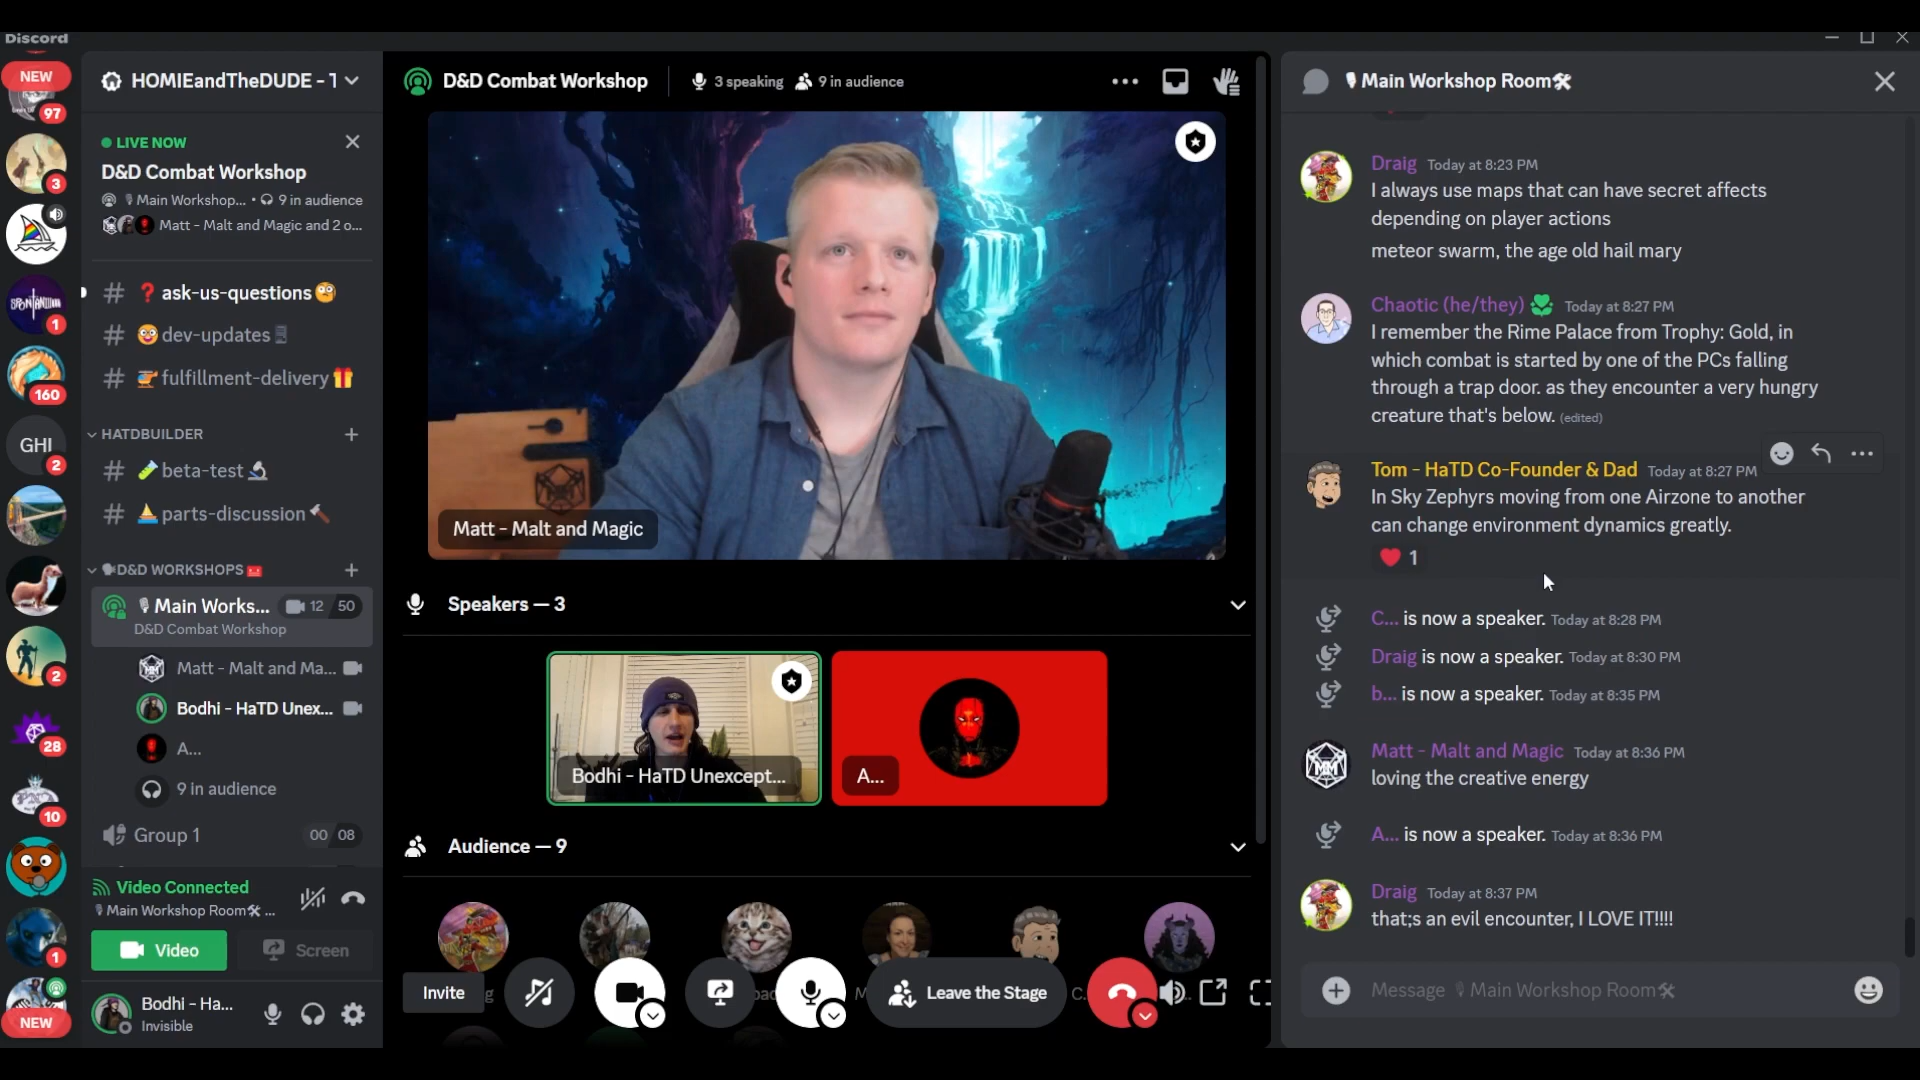 Discord
NEW
97
3
1
160
GHI
2
2
28
10
1
NEW
HOMIEandTheDUDE - T
LIVE NOW
D&D Combat Workshop
Main Workshop... • 9 in audience
Matt - Malt and Magic and 2 o...
# ❓ask-us-questions🧐
# dev-updates
# fulfillment-delivery🎁
HATDBUILDER
# 🧪beta-test🔬
# ⛵parts-discussion🔨
D&D WORKSHOPS
🎙Main Works... 12 50
D&D Combat Workshop
Matt - Malt and Ma...
Bodhi - HaTD Unex...
A...
9 in audience
Group 1 00 08
Video Connected
🎙Main Workshop Room🛠 ...
Video Screen
Bodhi - Ha...
Invisible
D&D Combat Workshop 3 speaking 9 in audience
Matt - Malt and Magic
Speakers — 3
Bodhi - HaTD Unexcept...
A...
Audience — 9
Invite
Leave the Stage
🎙Main Workshop Room🛠
Draig Today at 8:23 PM
I always use maps that can have secret affects
depending on player actions
meteor swarm, the age old hail mary
Chaotic (he/they) Today at 8:27 PM
I remember the Rime Palace from Trophy: Gold, in
which combat is started by one of the PCs falling
through a trap door. as they encounter a very hungry
creature that's below. (edited)
Tom - HaTD Co-Founder & Dad Today at 8:27 PM
In Sky Zephyrs moving from one Airzone to another
can change environment dynamics greatly.
❤️ 1
C... is now a speaker. Today at 8:28 PM
Draig is now a speaker. Today at 8:30 PM
b... is now a speaker. Today at 8:35 PM
Matt - Malt and Magic Today at 8:36 PM
loving the creative energy
A... is now a speaker. Today at 8:36 PM
Draig Today at 8:37 PM
that;s an evil encounter, I LOVE IT!!!!
Message 🎙Main Workshop Room🛠